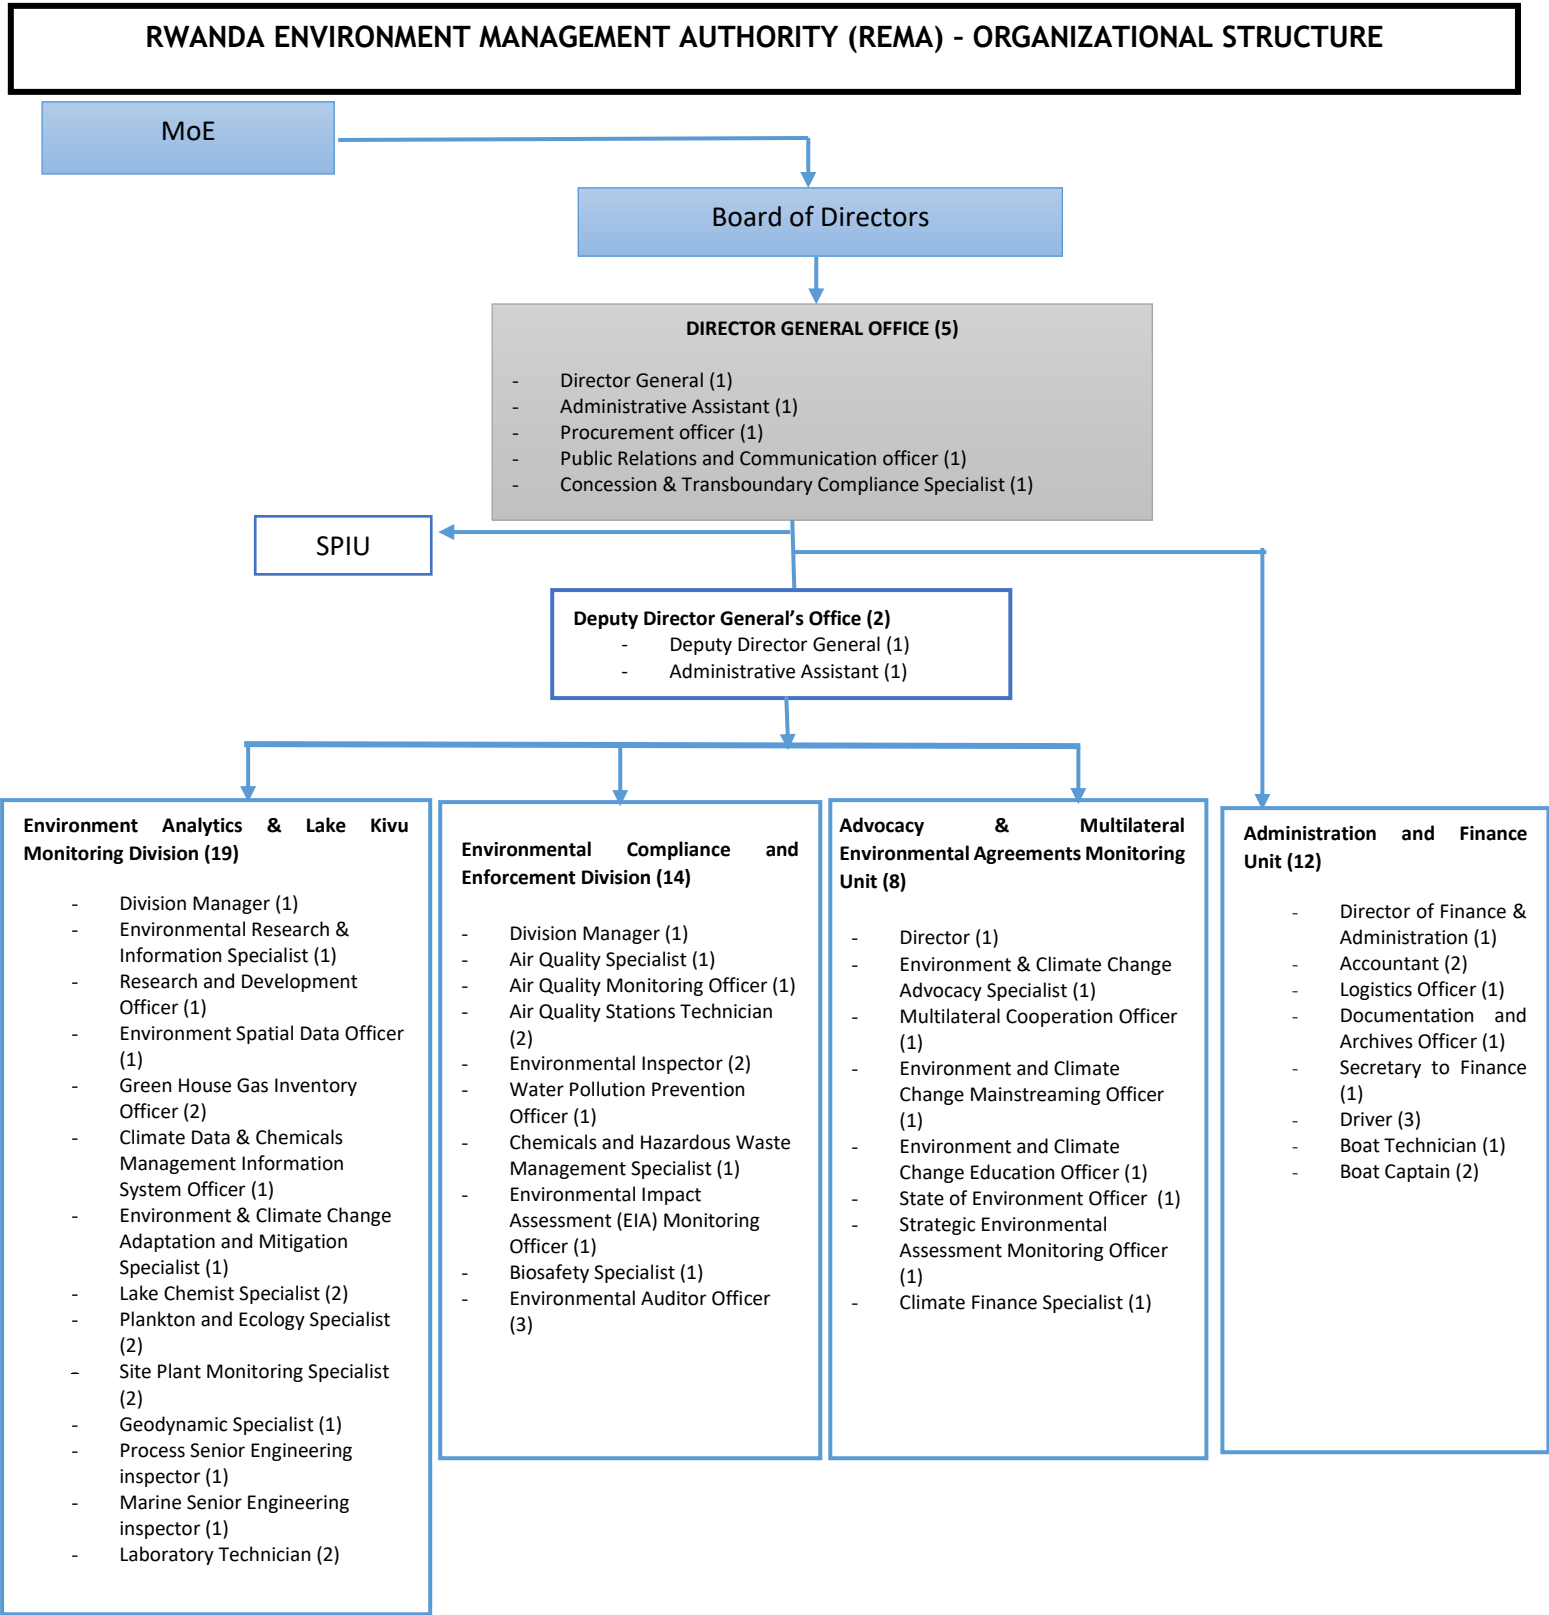 RWANDA ENVIRONMENT MANAGEMENT AUTHORITY (REMA) – ORGANIZATIONAL STRUCTURE
MoE
Board of Directors
DIRECTOR GENERAL OFFICE (5)
- Director General (1)
- Administrative Assistant (1)
- Procurement officer (1)
- Public Relations and Communication officer (1)
- Concession & Transboundary Compliance Specialist (1)
SPIU
Deputy Director General’s Office (2)
- Deputy Director General (1)
- Administrative Assistant (1)
Environment Analytics & Lake Kivu
Monitoring Division (19)
- Division Manager (1)
- Environmental Research &
Information Specialist (1)
- Research and Development
Officer (1)
- Environment Spatial Data Officer
(1)
- Green House Gas Inventory
Officer (2)
- Climate Data & Chemicals
Management Information
System Officer (1)
- Environment & Climate Change
Adaptation and Mitigation
Specialist (1)
- Lake Chemist Specialist (2)
- Plankton and Ecology Specialist
(2)
- Site Plant Monitoring Specialist
(2)
- Geodynamic Specialist (1)
- Process Senior Engineering
inspector (1)
- Marine Senior Engineering
inspector (1)
- Laboratory Technician (2)
Environmental Compliance and
Enforcement Division (14)
- Division Manager (1)
- Air Quality Specialist (1)
- Air Quality Monitoring Officer (1)
- Air Quality Stations Technician
(2)
- Environmental Inspector (2)
- Water Pollution Prevention
Officer (1)
- Chemicals and Hazardous Waste
Management Specialist (1)
- Environmental Impact
Assessment (EIA) Monitoring
Officer (1)
- Biosafety Specialist (1)
- Environmental Auditor Officer
(3)
Advocacy & Multilateral
Environmental Agreements Monitoring
Unit (8)
- Director (1)
- Environment & Climate Change
Advocacy Specialist (1)
- Multilateral Cooperation Officer
(1)
- Environment and Climate
Change Mainstreaming Officer
(1)
- Environment and Climate
Change Education Officer (1)
- State of Environment Officer (1)
- Strategic Environmental
Assessment Monitoring Officer
(1)
- Climate Finance Specialist (1)
Administration and Finance
Unit (12)
- Director of Finance &
Administration (1)
- Accountant (2)
- Logistics Officer (1)
- Documentation and
Archives Officer (1)
- Secretary to Finance
(1)
- Driver (3)
- Boat Technician (1)
- Boat Captain (2)